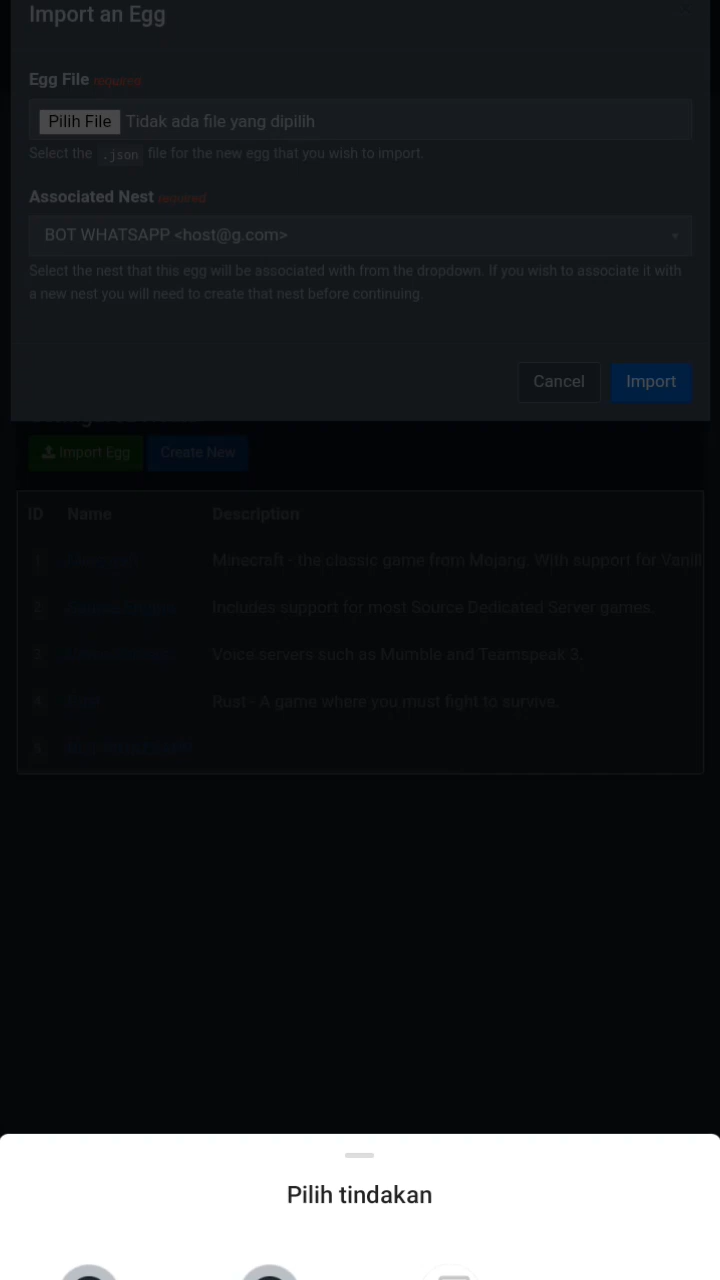 Import an Egg
Egg File required
Pilih File Tidak ada file yang dipilih
Select the .json file for the new egg that you wish to import.
Associated Nest required
BOT WHATSAPP <host@g.com>
Select the nest that this egg will be associated with from the dropdown. If you wish to associate it with
a new nest you will need to create that nest before continuing.
Cancel Import
Import Egg Create New
ID Name Description
1 Minecraft Minecraft - the classic game from Mojang. With support for Vanill
2 Includes support for most Source Dedicated Server games.
3 Voice Servers Voice servers such as Mumble and Teamspeak 3.
4 Rust Rust - A game where you must fight to survive.
5
Pilih tindakan